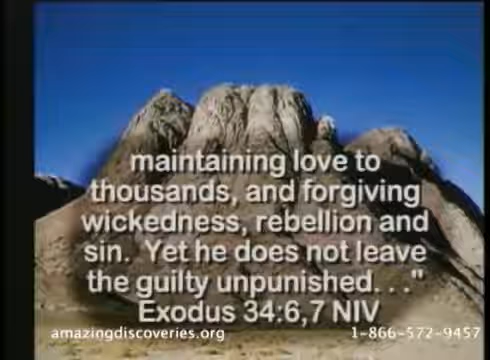 maintaining love to
thousands, and forgiving
wickedness, rebellion and
sin. Yet he does not leave
the guilty unpunished. . ."
Exodus 34:6,7 NIV
amazingdiscoveries.org 1-866-572-9457